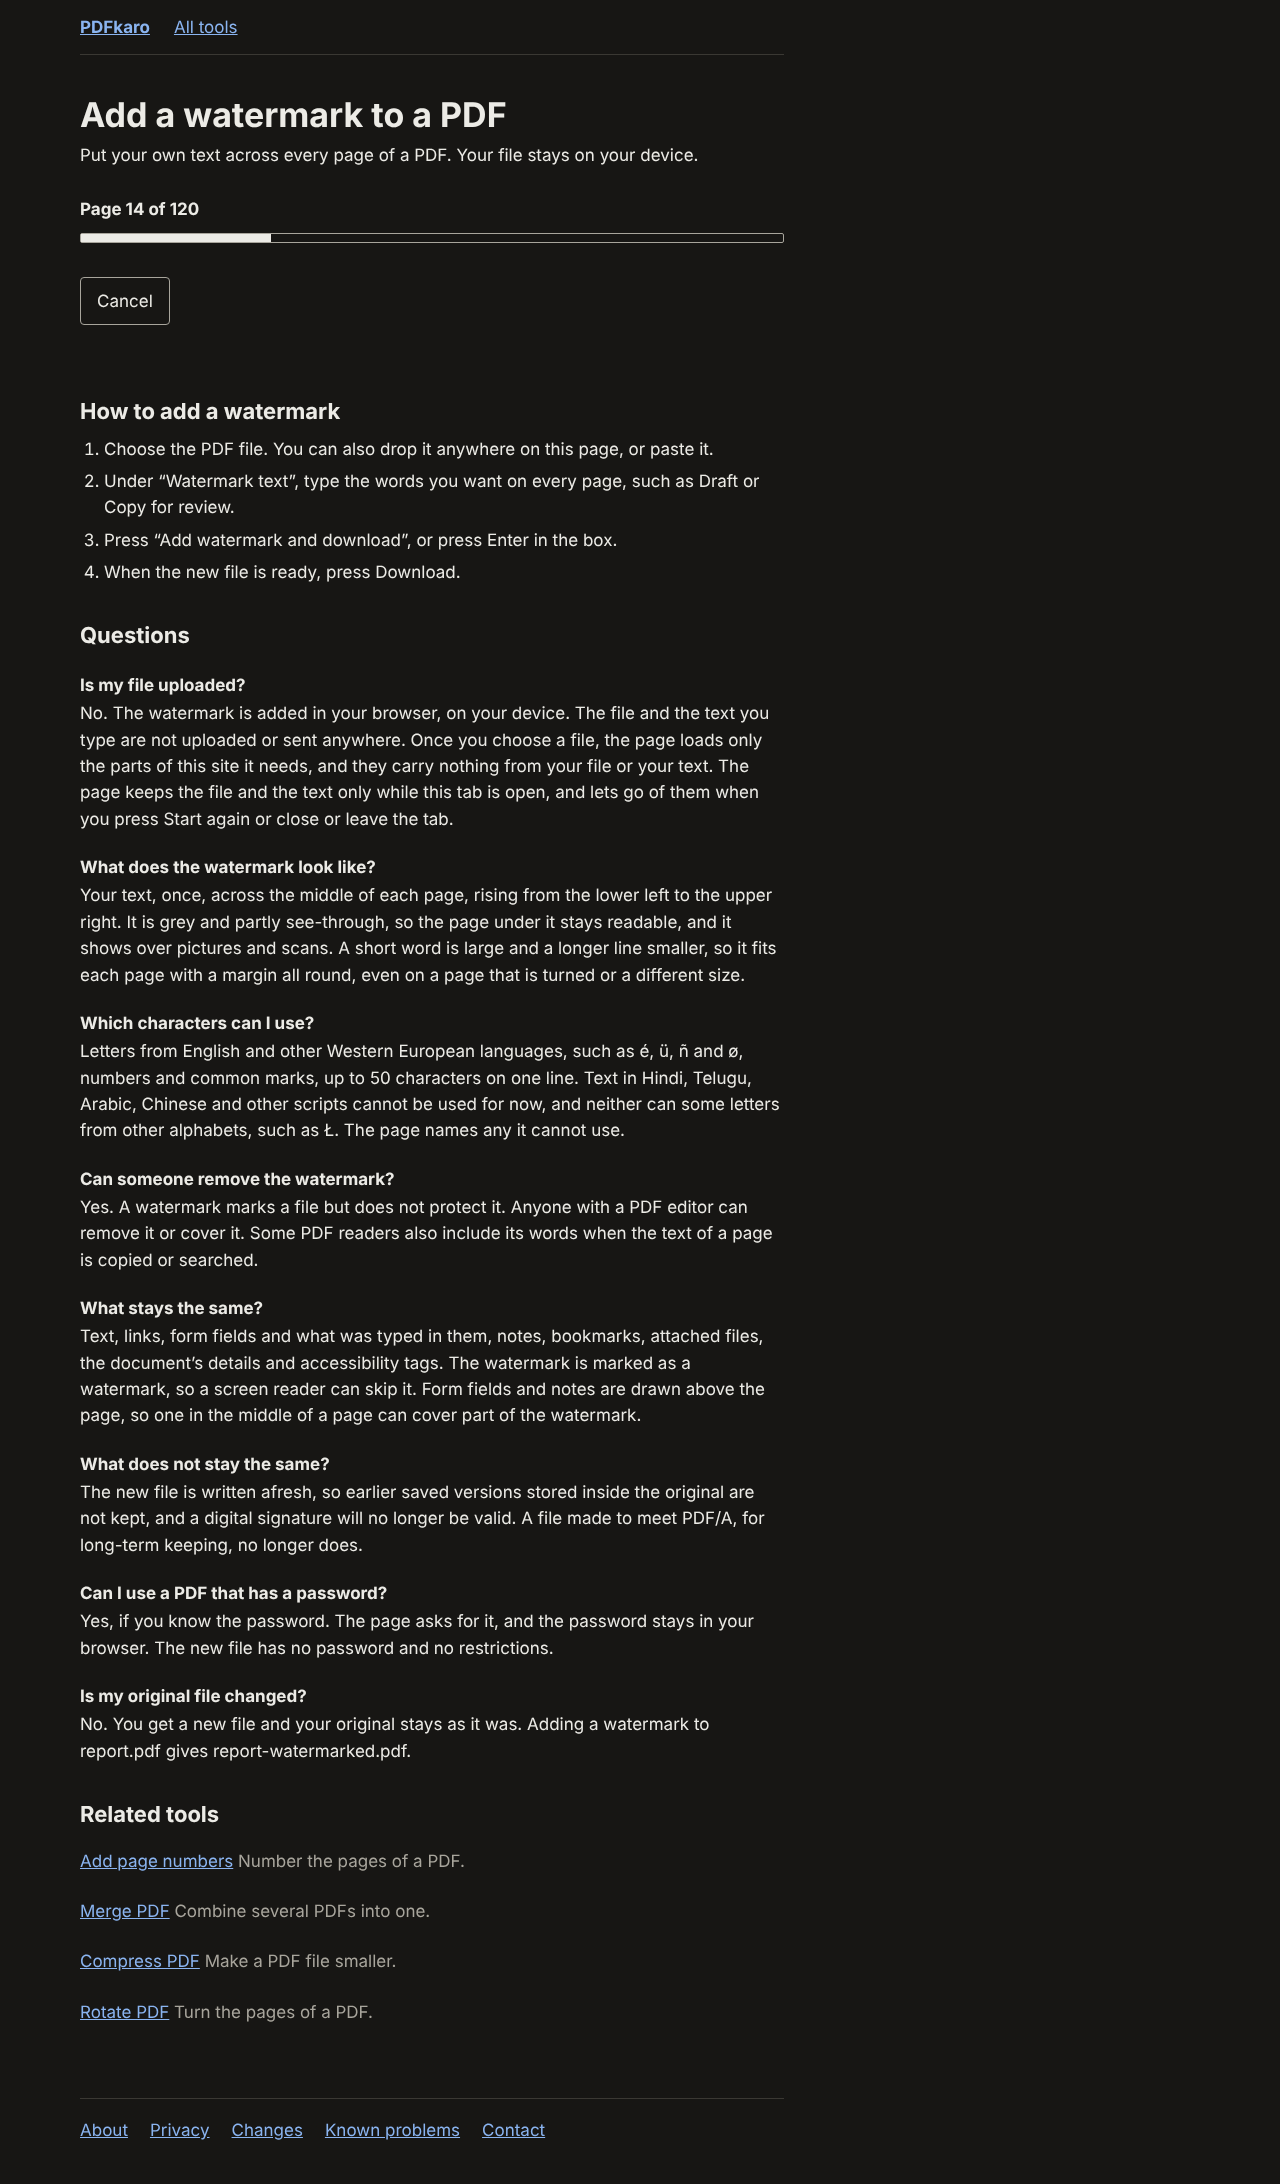 PDFkaro All tools
Add a watermark to a PDF
Put your own text across every page of a PDF. Your file stays on your device.
Page 14 of 120
Cancel
How to add a watermark
1. Choose the PDF file. You can also drop it anywhere on this page, or paste it.
2. Under “Watermark text”, type the words you want on every page, such as Draft or
Copy for review.
3. Press “Add watermark and download”, or press Enter in the box.
4. When the new file is ready, press Download.
Questions
Is my file uploaded?
No. The watermark is added in your browser, on your device. The file and the text you
type are not uploaded or sent anywhere. Once you choose a file, the page loads only
the parts of this site it needs, and they carry nothing from your file or your text. The
page keeps the file and the text only while this tab is open, and lets go of them when
you press Start again or close or leave the tab.
What does the watermark look like?
Your text, once, across the middle of each page, rising from the lower left to the upper
right. It is grey and partly see-through, so the page under it stays readable, and it
shows over pictures and scans. A short word is large and a longer line smaller, so it fits
each page with a margin all round, even on a page that is turned or a different size.
Which characters can I use?
Letters from English and other Western European languages, such as é, ü, ñ and ø,
numbers and common marks, up to 50 characters on one line. Text in Hindi, Telugu,
Arabic, Chinese and other scripts cannot be used for now, and neither can some letters
from other alphabets, such as Ł. The page names any it cannot use.
Can someone remove the watermark?
Yes. A watermark marks a file but does not protect it. Anyone with a PDF editor can
remove it or cover it. Some PDF readers also include its words when the text of a page
is copied or searched.
What stays the same?
Text, links, form fields and what was typed in them, notes, bookmarks, attached files,
the document’s details and accessibility tags. The watermark is marked as a
watermark, so a screen reader can skip it. Form fields and notes are drawn above the
page, so one in the middle of a page can cover part of the watermark.
What does not stay the same?
The new file is written afresh, so earlier saved versions stored inside the original are
not kept, and a digital signature will no longer be valid. A file made to meet PDF/A, for
long-term keeping, no longer does.
Can I use a PDF that has a password?
Yes, if you know the password. The page asks for it, and the password stays in your
browser. The new file has no password and no restrictions.
Is my original file changed?
No. You get a new file and your original stays as it was. Adding a watermark to
report.pdf gives report-watermarked.pdf.
Related tools
Add page numbers Number the pages of a PDF.
Merge PDF Combine several PDFs into one.
Compress PDF Make a PDF file smaller.
Rotate PDF Turn the pages of a PDF.
About Privacy Changes Known problems Contact